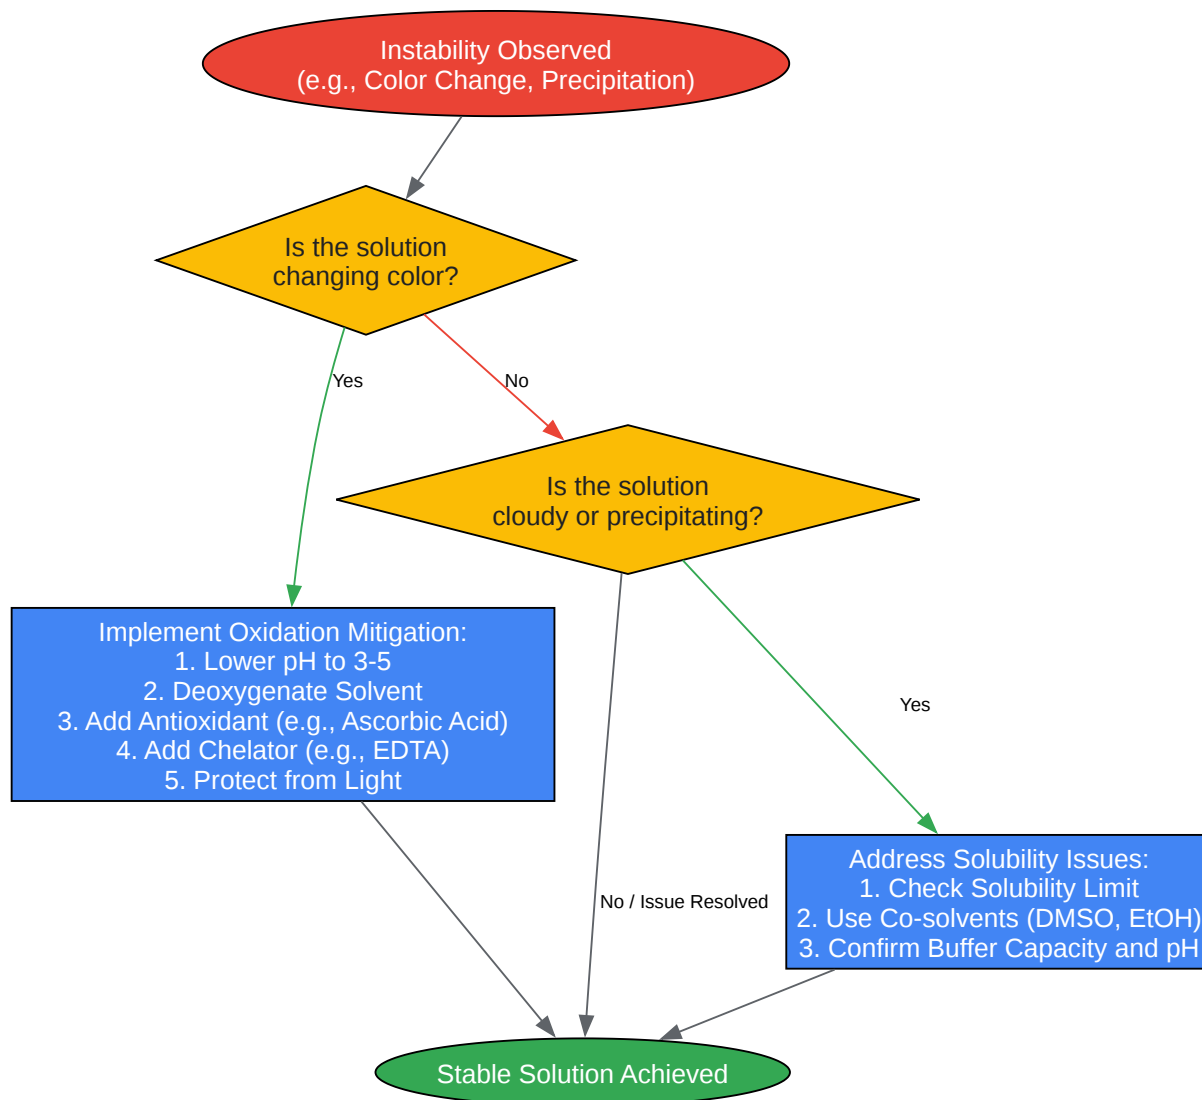 Instability Observed
(e.g., Color Change, Precipitation)
Is the solution
changing color?
Yes
No
Is the solution
cloudy or precipitating?
Implement Oxidation Mitigation:
1. Lower pH to 3-5
2. Deoxygenate Solvent
3. Add Antioxidant (e.g., Ascorbic Acid)
4. Add Chelator (e.g., EDTA)
5. Protect from Light
Yes
Address Solubility Issues:
1. Check Solubility Limit
2. Use Co-solvents (DMSO, EtOH)
3. Confirm Buffer Capacity and pH
No / Issue Resolved
Stable Solution Achieved